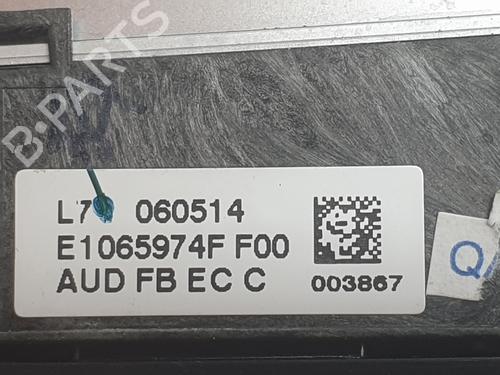 B-PARTS
L7 060514
E1065974F F00
AUD FB EC C
003867